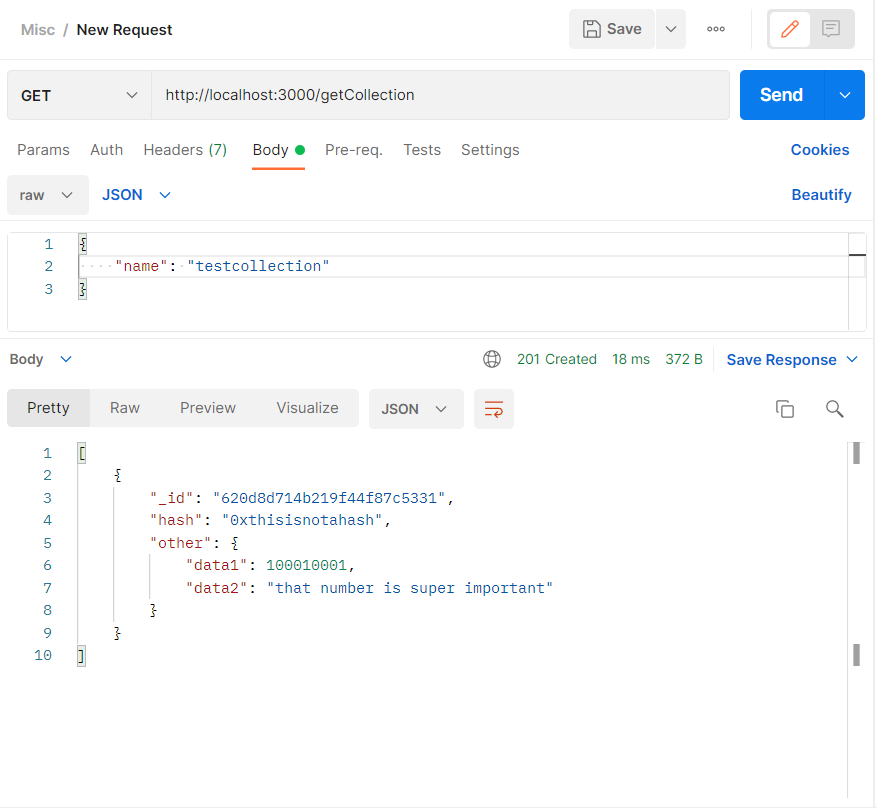 Misc / New Request
Save
GET
http://localhost:3000/getCollection
Send
Params Auth Headers (7) Body Pre-req. Tests Settings Cookies
raw JSON Beautify
1 {
2 ····"name":·"testcollection"
3 }
Body 201 Created 18 ms 372 B Save Response
Pretty Raw Preview Visualize JSON
1 [
2 {
3 "_id": "620d8d714b219f44f87c5331",
4 "hash": "0xthisisnotahash",
5 "other": {
6 "data1": 100010001,
7 "data2": "that number is super important"
8 }
9 }
10 ]